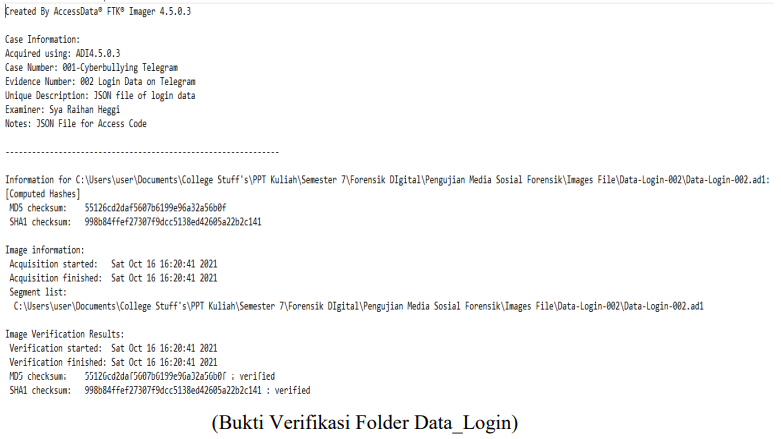 Created By AccessData® FTK® Imager 4.5.0.3
Case Information:
Acquired using: ADI4.5.0.3
Case Number: 001-Cyberbullying Telegram
Evidence Number: 002 Login Data on Telegram
Unique Description: JSON file of login data
Examiner: Sya Raihan Heggi
Notes: JSON File for Access Code
--------------------------------------------------------------
Information for C:\Users\user\Documents\College Stuff's\PPT Kuliah\Semester 7\Forensik DIgital\Pengujian Media Sosial Forensik\Images File\Data-Login-002\Data-Login-002.ad1:
[Computed Hashes]
MD5 checksum: 55126cd2daf5607b6199e96a32a56b0f
SHA1 checksum: 998b84ffef27307f9dcc5138ed42605a22b2c141
Image information:
Acquisition started: Sat Oct 16 16:20:41 2021
Acquisition finished: Sat Oct 16 16:20:41 2021
Segment list:
C:\Users\user\Documents\College Stuff's\PPT Kuliah\Semester 7\Forensik DIgital\Pengujian Media Sosial Forensik\Images File\Data-Login-002\Data-Login-002.ad1
Image Verification Results:
Verification started: Sat Oct 16 16:20:41 2021
Verification finished: Sat Oct 16 16:20:41 2021
MD5 checksum: 55126cd2daf5607b6199e96a32a56b0f : verified
SHA1 checksum: 998b84ffef27307f9dcc5138ed42605a22b2c141 : verified
(Bukti Verifikasi Folder Data_Login)